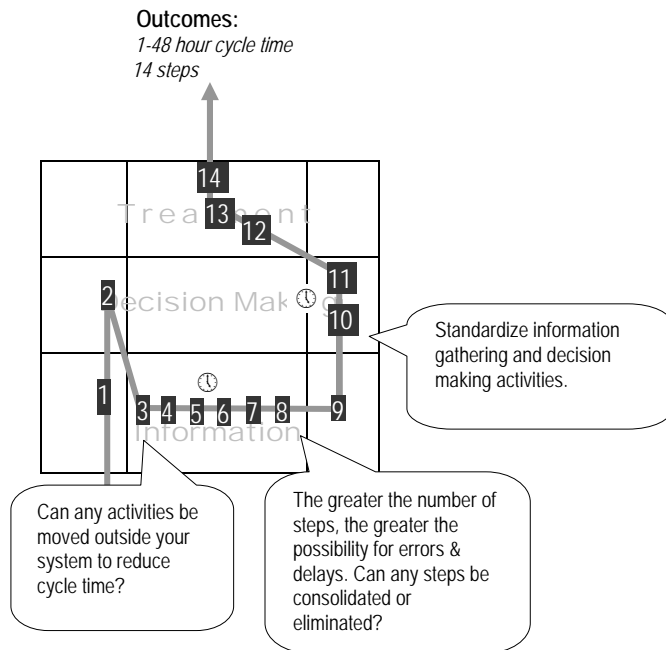 Outcomes:
1-48 hour cycle time
14 steps
14
Treatment
13
12
11
2
Decision Making
10
Standardize information
gathering and decision
making activities.
1
3 4 5 6 7 8 9
Information
Can any activities be
moved outside your
system to reduce
cycle time?
The greater the number of
steps, the greater the
possibility for errors &
delays. Can any steps be
consolidated or
eliminated?